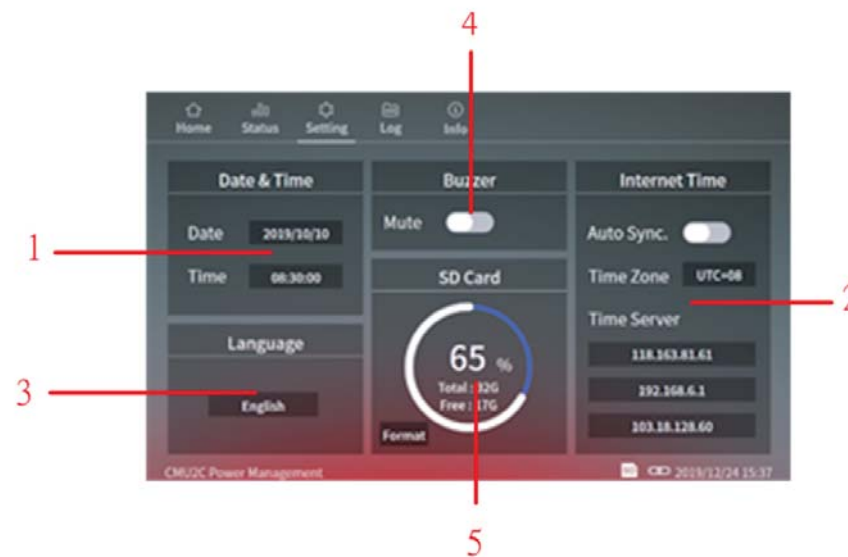 4
Home Status Setting Log Info
Date & Time
Date 2019/10/10
Time 08:30:00
1
Language
English
3
Buzzer
Mute
SD Card
65 %
Total : 32G
Free : 17G
Format
5
Internet Time
Auto Sync.
Time Zone UTC+08
2
Time Server
118.163.81.61
192.168.6.1
103.18.128.60
CMU2C Power Management
2019/12/24 15:37